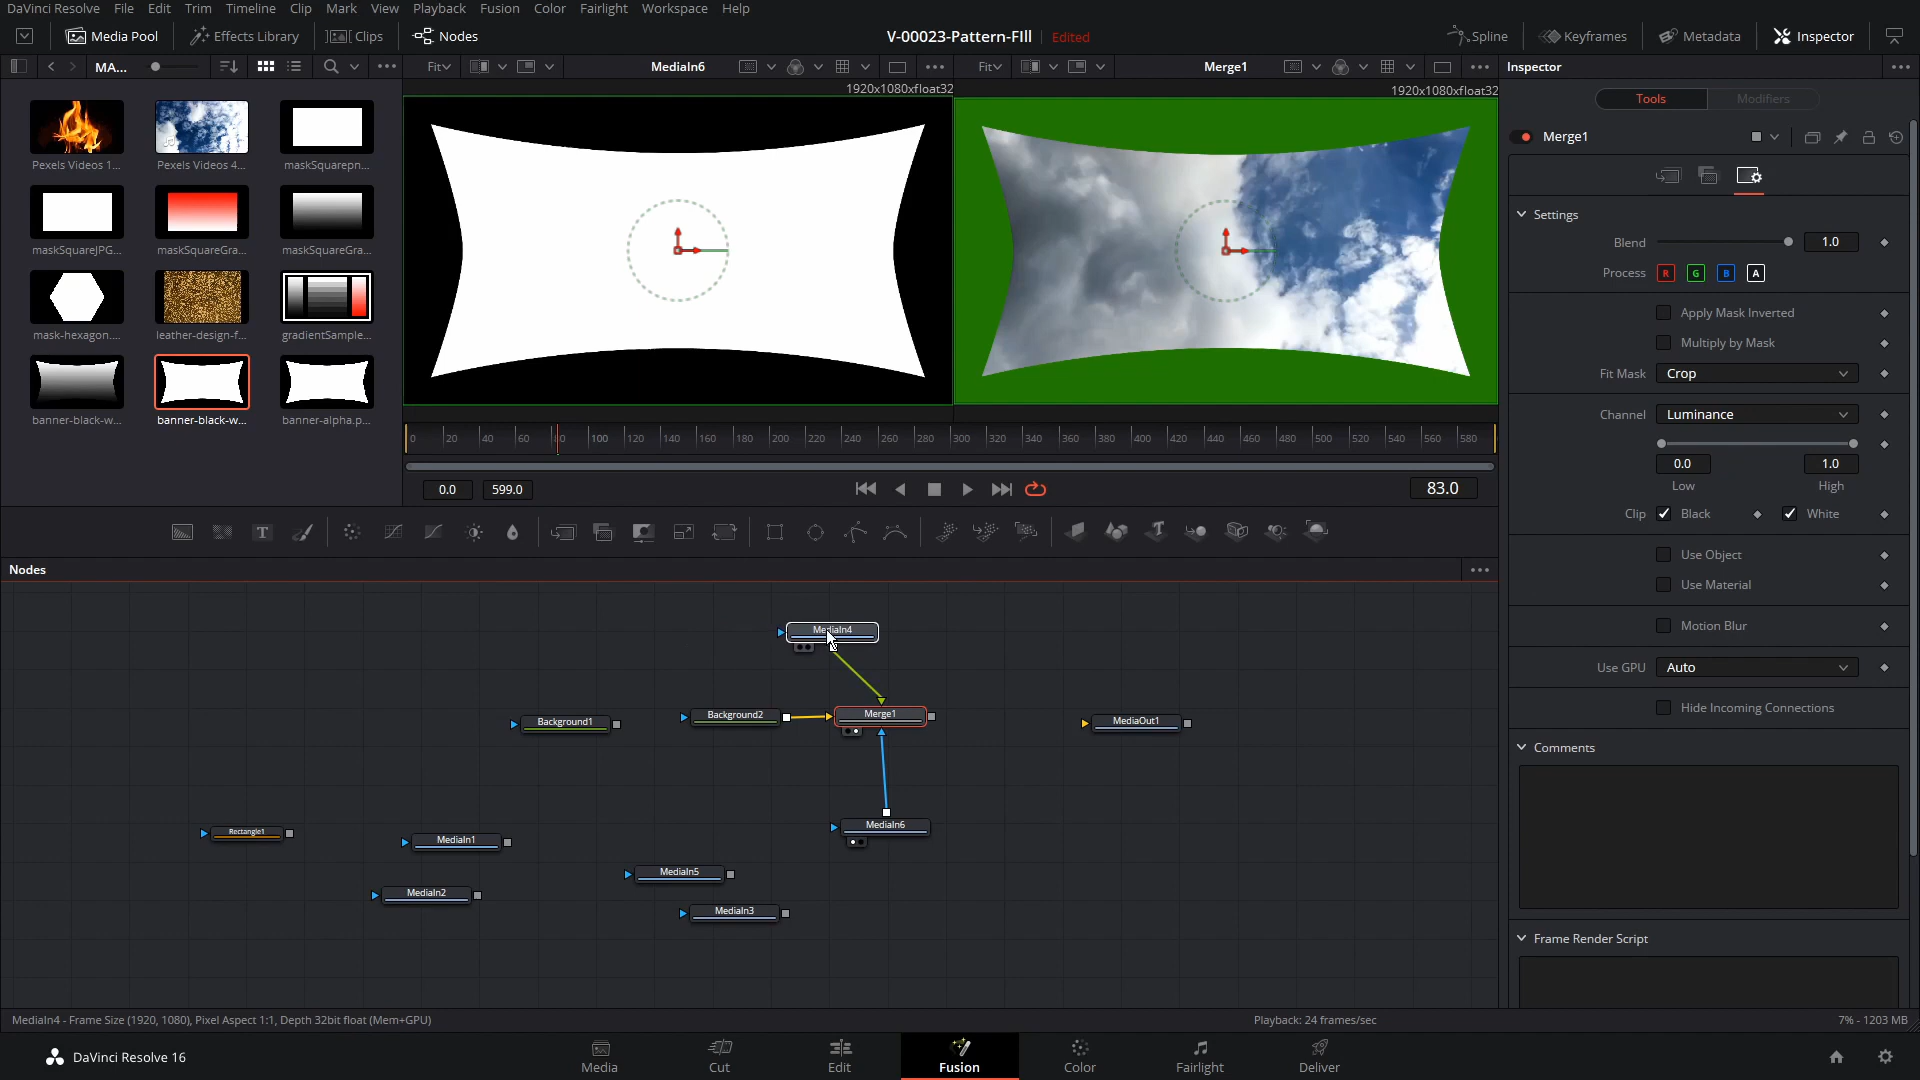 DaVinci Resolve File Edit Trim Timeline Clip Mark View Playback Fusion Color Fairlight Workspace Help
Media Pool Effects Library Clips Nodes V-00023-Pattern-FIll Edited Spline Keyframes Metadata Inspector
MA... Fit MediaIn6 Fit Merge1 Inspector
1920x1080xfloat32 1920x1080xfloat32
Tools Modifiers
Merge1
Pexels Videos 1... Pexels Videos 4... maskSquarepn...
maskSquareJPG... maskSquareGra... maskSquareGra...
mask-hexagon.... leather-design-f... gradientSample...
banner-black-w... banner-black-w... banner-alpha.p...
Settings
Blend 1.0
Process R G B A
Apply Mask Inverted
Multiply by Mask
Fit Mask Crop
Channel Luminance
0.0 1.0
Low High
Clip Black White
Use Object
Use Material
Motion Blur
Use GPU Auto
Hide Incoming Connections
Comments
Frame Render Script
0 20 40 60 100 120 140 160 180 200 220 240 260 280 300 320 340 360 380 400 420 440 460 480 500 520 540 560 580
0.0 599.0 83.0
T
Nodes
MediaIn4
Background1 Background2 Merge1 MediaOut1
Rectangle1 MediaIn1 MediaIn6
MediaIn2 MediaIn5
MediaIn3
MediaIn4 - Frame Size (1920, 1080), Pixel Aspect 1:1, Depth 32bit float (Mem+GPU) Playback: 24 frames/sec 7% - 1203 MB
DaVinci Resolve 16 Media Cut Edit Fusion Color Fairlight Deliver